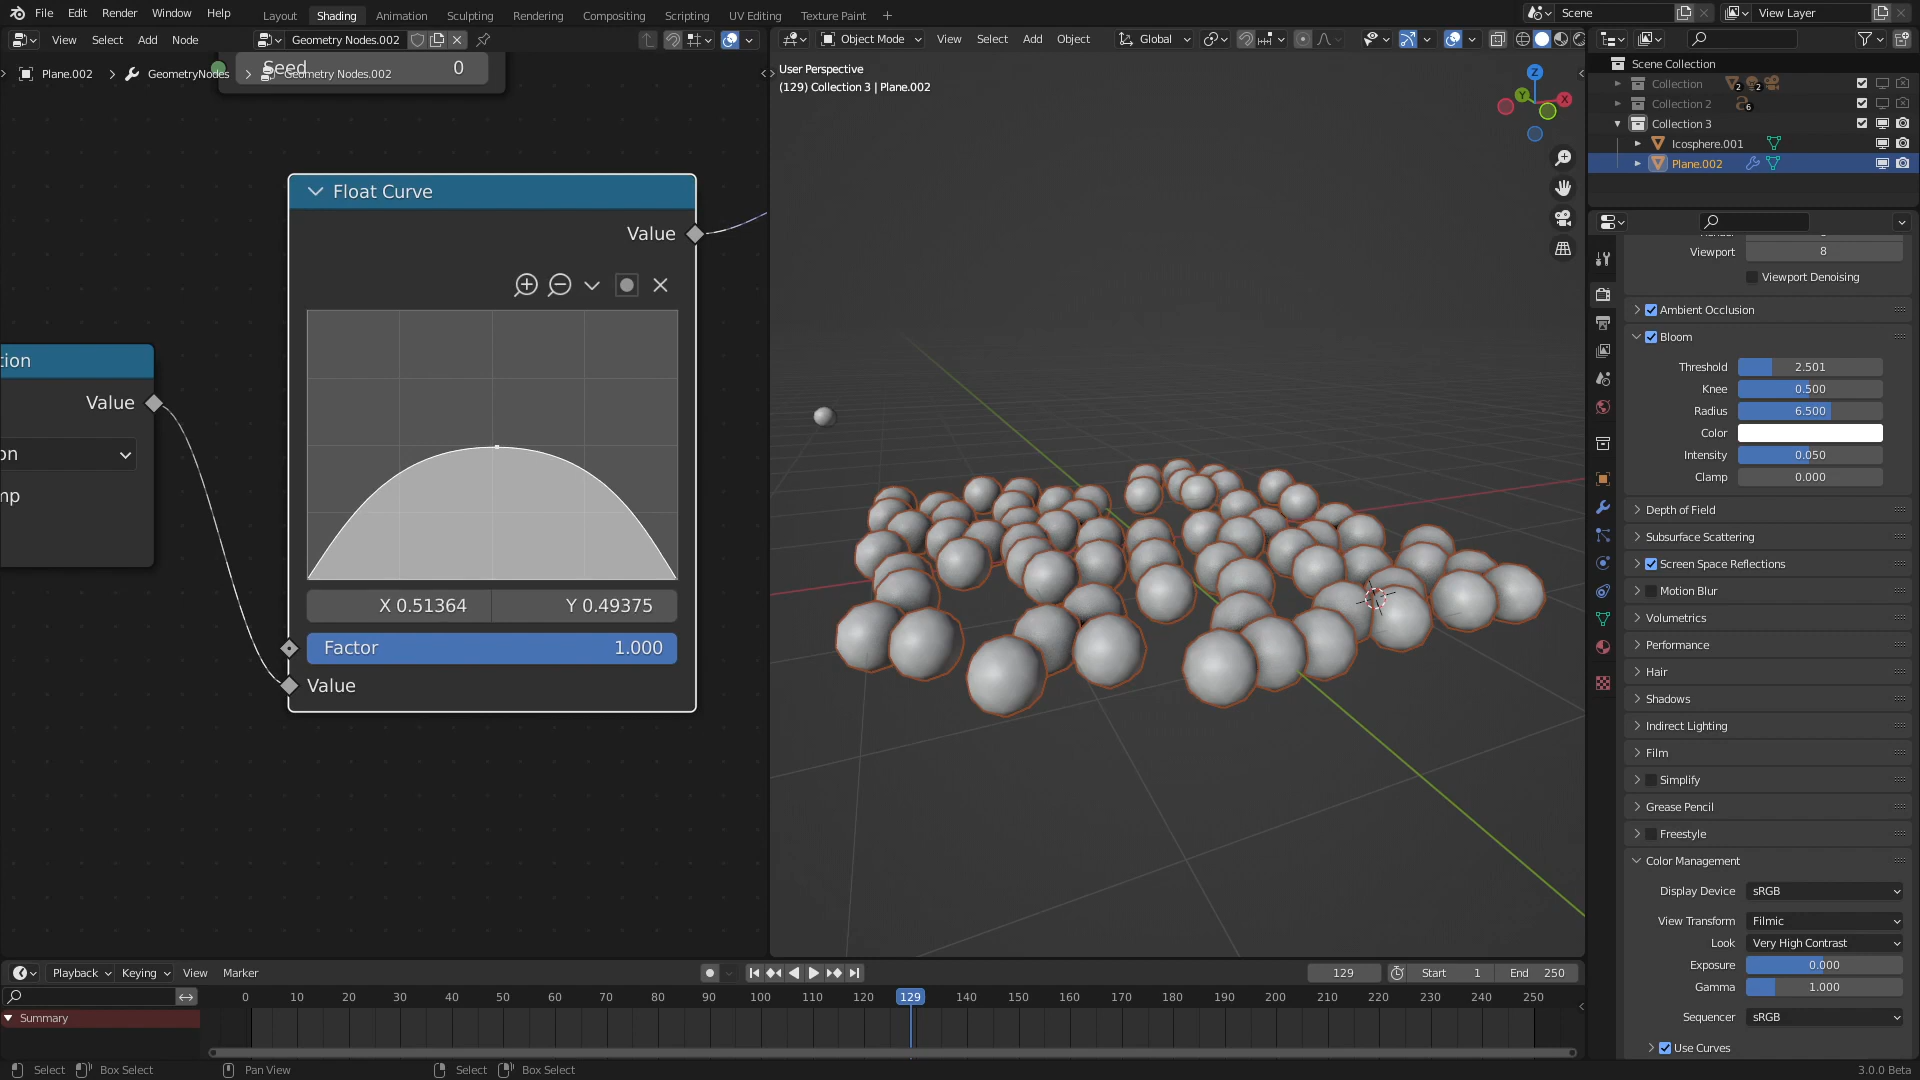 File Edit Render Window Help
Layout Shading Animation Sculpting Rendering Compositing Scripting UV Editing Texture Paint +
Scene
View Layer
View Select Add Node
Geometry Nodes.002
Object Mode View Select Add Object
Global
Plane.002 > GeometryNodes > Geometry Nodes.002
Seed 0
Float Curve
Value
X 0.51364 Y 0.49375
Factor 1.000
Value
tion
Value
on
mp
User Perspective
(129) Collection 3 | Plane.002
Z
Y
X
Scene Collection
Collection 2 2
Collection 2 6
Collection 3
Icosphere.001
Plane.002
Viewport 8
Viewport Denoising
Ambient Occlusion
Bloom
Threshold 2.501
Knee 0.500
Radius 6.500
Color
Intensity 0.050
Clamp 0.000
Depth of Field
Subsurface Scattering
Screen Space Reflections
Motion Blur
Volumetrics
Performance
Hair
Shadows
Indirect Lighting
Film
Simplify
Grease Pencil
Freestyle
Color Management
Display Device sRGB
View Transform Filmic
Look Very High Contrast
Exposure 0.000
Gamma 1.000
Sequencer sRGB
Use Curves
Playback Keying View Marker
129 Start 1 End 250
0 10 20 30 40 50 60 70 80 90 100 110 120 129 140 150 160 170 180 190 200 210 220 230 240 250
Summary
Select Box Select Pan View Select Box Select
3.0.0 Beta